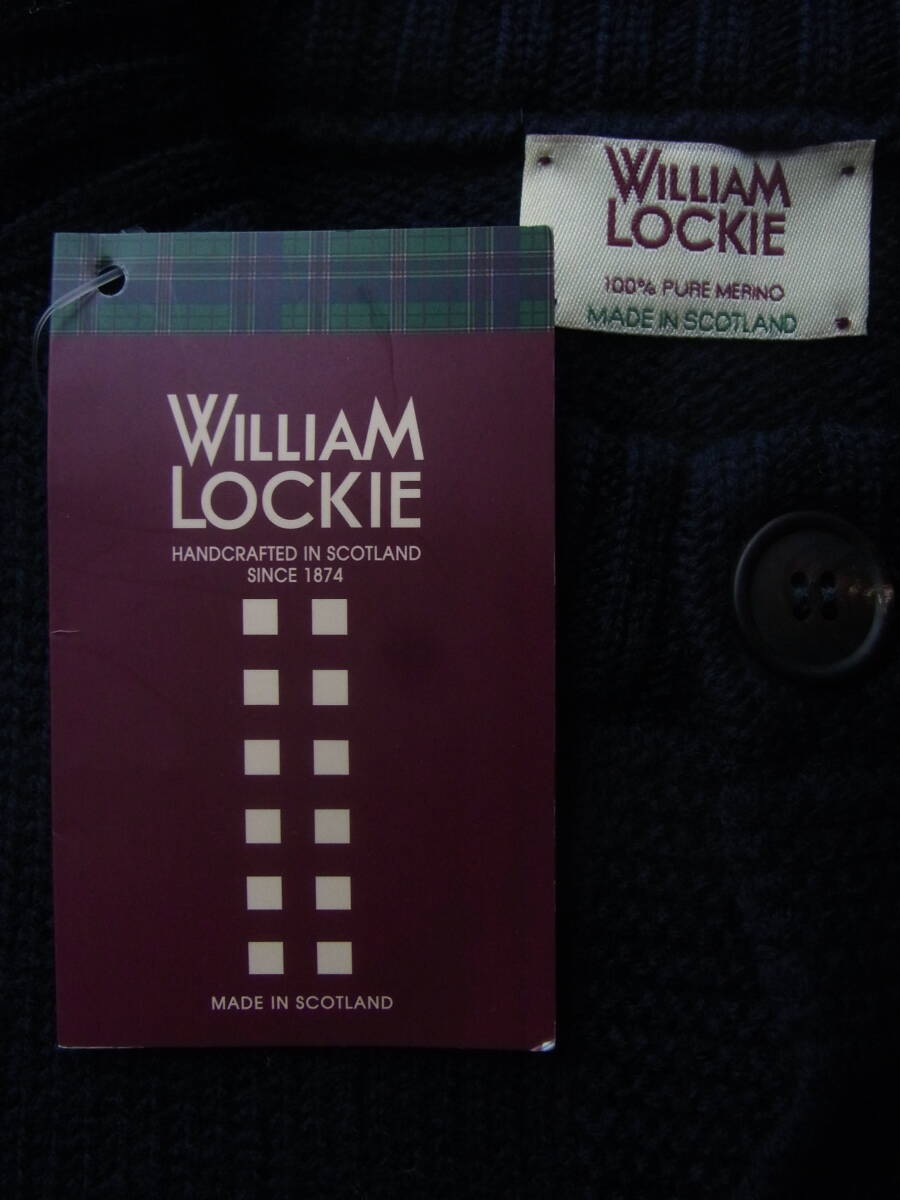 WILLIAM
LOCKIE
100% PURE MERINO
MADE IN SCOTLAND
WILLIAM
LOCKIE
HANDCRAFTED IN SCOTLAND
SINCE 1874
MADE IN SCOTLAND